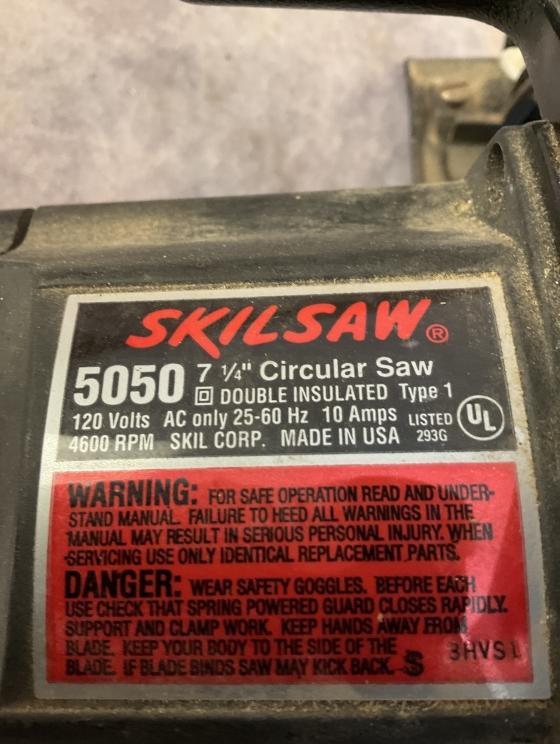 SKILSAW®
5050 7 1/4" Circular Saw
DOUBLE INSULATED Type 1
120 Volts AC only 25-60 Hz 10 Amps LISTED UL
4600 RPM SKIL CORP. MADE IN USA 293G
WARNING: FOR SAFE OPERATION READ AND UNDER-
STAND MANUAL. FAILURE TO HEED ALL WARNINGS IN THE
MANUAL MAY RESULT IN SERIOUS PERSONAL INJURY. WHEN
SERVICING USE ONLY IDENTICAL REPLACEMENT PARTS.
DANGER: WEAR SAFETY GOGGLES. BEFORE EACH
USE CHECK THAT SPRING POWERED GUARD CLOSES RAPIDLY.
SUPPORT AND CLAMP WORK. KEEP HANDS AWAY FROM
BLADE. KEEP YOUR BODY TO THE SIDE OF THE
BLADE. IF BLADE BINDS SAW MAY KICK BACK. S
3HVS1